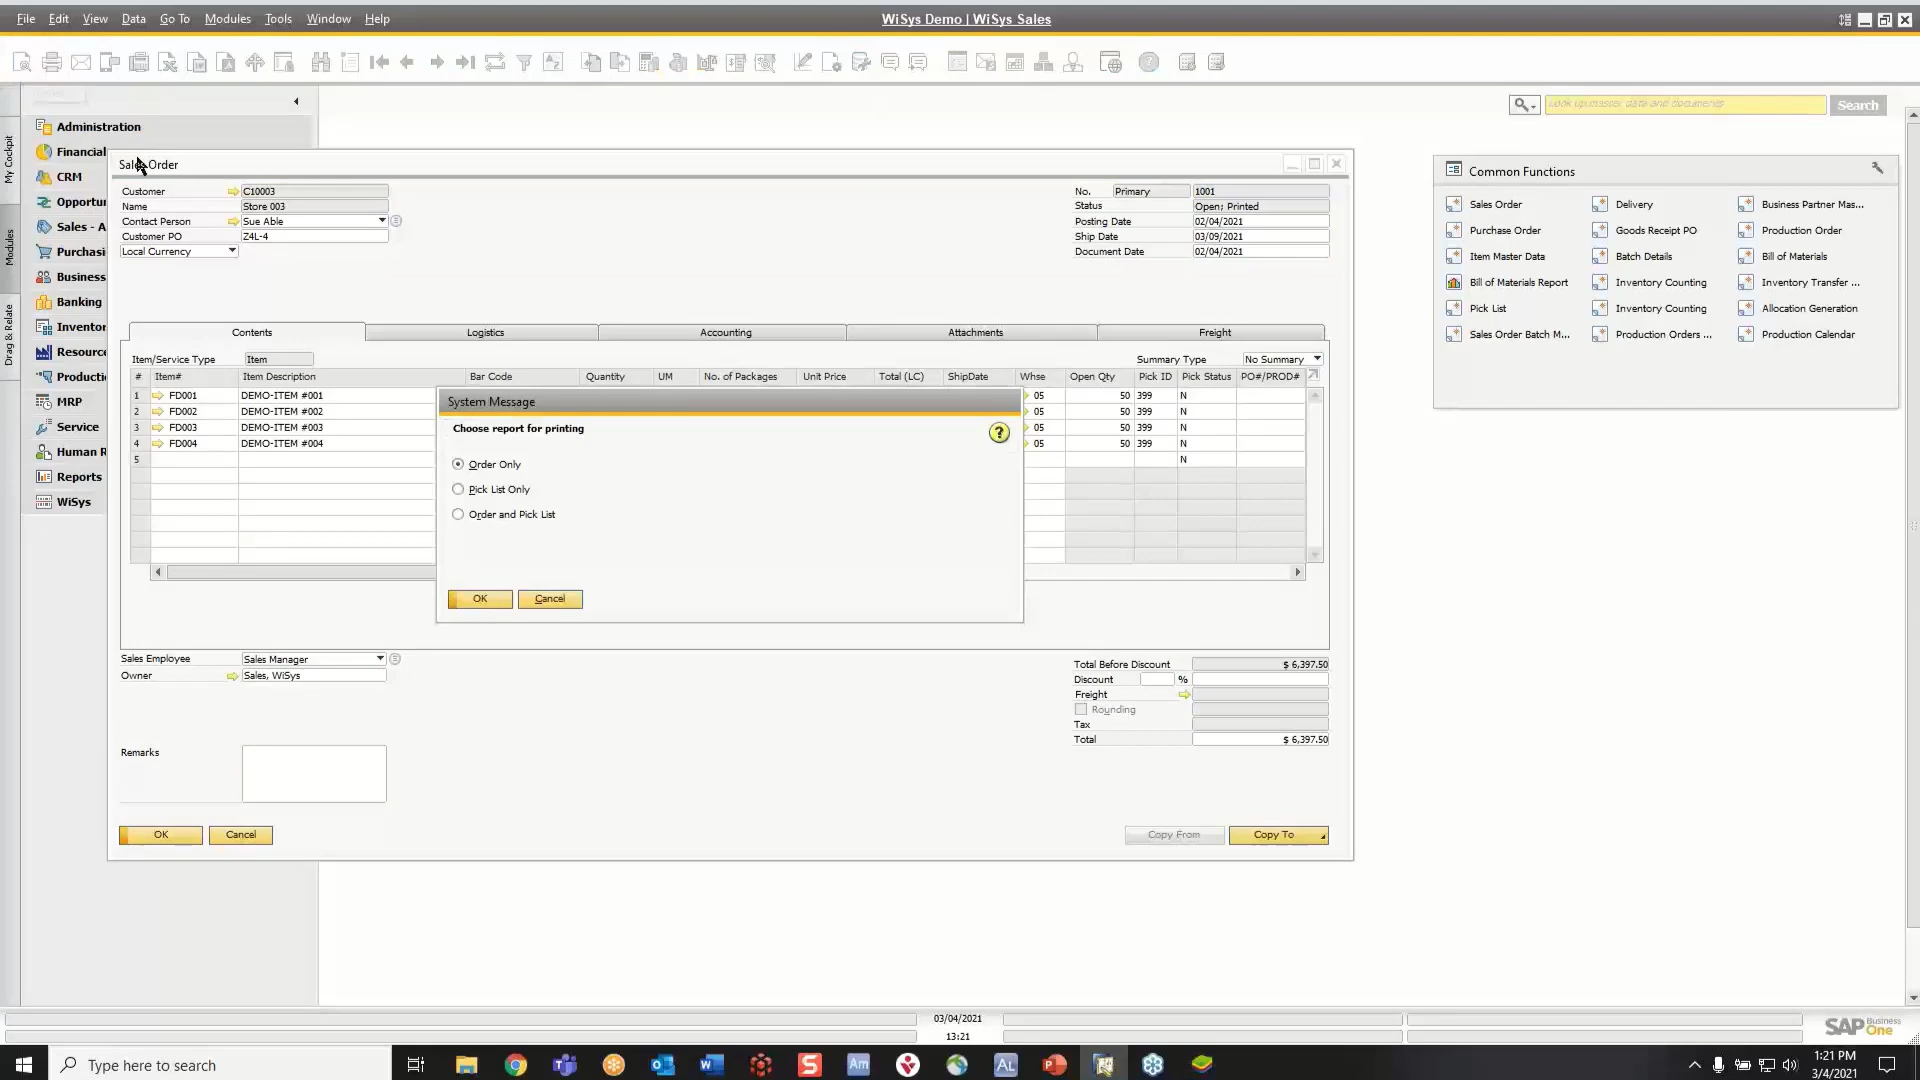 File Edit View Data Go To Modules Tools Window Help
WiSys Demo | WiSys Sales
Look up master data and documents
Search
My Cockpit
Modules
Drag & Relate
Administration
Financial
CRM
Opportu
Sales - A
Purchasi
Business
Banking
Inventor
Resourc
Producti
MRP
Service
Human R
Reports
WiSys
Sales Order
Customer C10003
Name Store 003
Contact Person Sue Able
Customer PO Z4L-4
Local Currency
No. Primary 1001
Status Open; Printed
Posting Date 02/04/2021
Ship Date 03/09/2021
Document Date 02/04/2021
Contents Logistics Accounting Attachments Freight
Item/Service Type Item
Summary Type No Summary
# Item# Item Description Bar Code Quantity UM No. of Packages Unit Price Total (LC) ShipDate Whse Open Qty Pick ID Pick Status PO#/PROD#
1 FD001 DEMO-ITEM #001 05 50 399 N
2 FD002 DEMO-ITEM #002 05 50 399 N
3 FD003 DEMO-ITEM #003 05 50 399 N
4 FD004 DEMO-ITEM #004 05 50 399 N
5 N
System Message
Choose report for printing
?
Order Only
Pick List Only
Order and Pick List
OK Cancel
Sales Employee Sales Manager
Owner Sales, WiSys
Remarks
Total Before Discount $ 6,397.50
Discount %
Freight
Rounding
Tax
Total $ 6,397.50
OK Cancel
Copy From Copy To
Common Functions
Sales Order Delivery Business Partner Mas...
Purchase Order Goods Receipt PO Production Order
Item Master Data Batch Details Bill of Materials
Bill of Materials Report Inventory Counting Inventory Transfer ...
Pick List Inventory Counting Allocation Generation
Sales Order Batch M... Production Orders ... Production Calendar
03/04/2021
13:21
SAP Business One
Type here to search
1:21 PM
3/4/2021